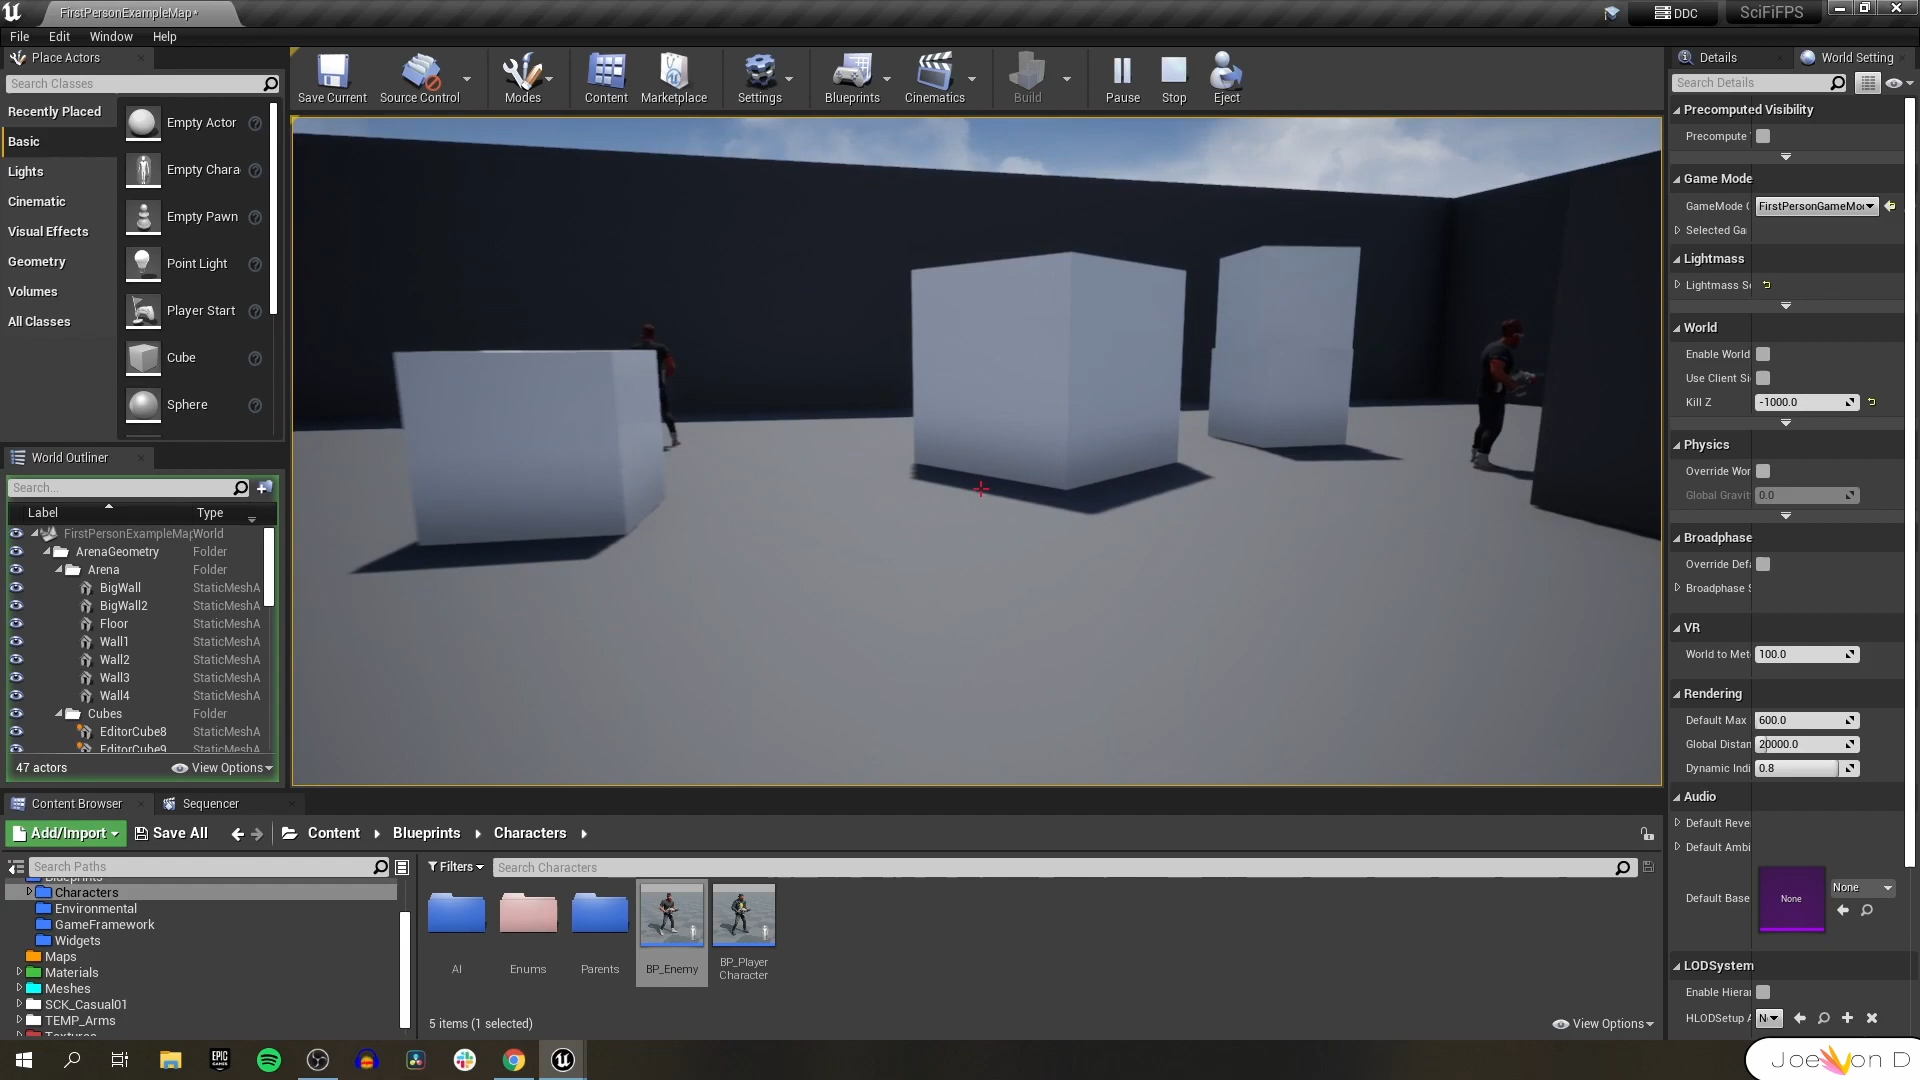 FirstPersonExampleMap*
DDC
SciFiFPS
File
Edit
Window
Help
Place Actors
Search Classes
Recently Placed
Basic
Lights
Cinematic
Visual Effects
Geometry
Volumes
All Classes
Empty Actor
Empty Chara
Empty Pawn
Point Light
Player Start
Cube
Sphere
Save Current
Source Control
Modes
Content
Marketplace
Settings
Blueprints
Cinematics
Build
Pause
Stop
Eject
World Outliner
Search...
Label
Type
FirstPersonExampleMap World
ArenaGeometry Folder
Arena Folder
BigWall StaticMeshA
BigWall2 StaticMeshA
Floor StaticMeshA
Wall1 StaticMeshA
Wall2 StaticMeshA
Wall3 StaticMeshA
Wall4 StaticMeshA
Cubes Folder
EditorCube8 StaticMeshA
EditorCube9 StaticMeshA
47 actors
View Options
Details
World Setting
Search Details
Precomputed Visibility
Precompute
Game Mode
GameMode
FirstPersonGameMo
Selected Ga
Lightmass
Lightmass Se
World
Enable World
Use Client Si
Kill Z
-1000.0
Physics
Override Wor
Global Gravit
0.0
Broadphase
Override Defa
Broadphase S
VR
World to Met
100.0
Rendering
Default Max
600.0
Global Distan
20000.0
Dynamic Indi
0.8
Audio
Default Reve
Default Ambi
Default Base
None
None
LODSystem
Enable Hierar
HLODSetup A
N
Content Browser
Sequencer
Add/Import
Save All
Content
Blueprints
Characters
Search Paths
Filters
Search Characters
Blueprints
Characters
Environmental
GameFramework
Widgets
Maps
Materials
Meshes
SCK_Casual01
TEMP_Arms
Textures
AI
Enums
Parents
BP_Enemy
BP_Player
Character
5 items (1 selected)
View Options
EPIC
GAMES
Joe Von D